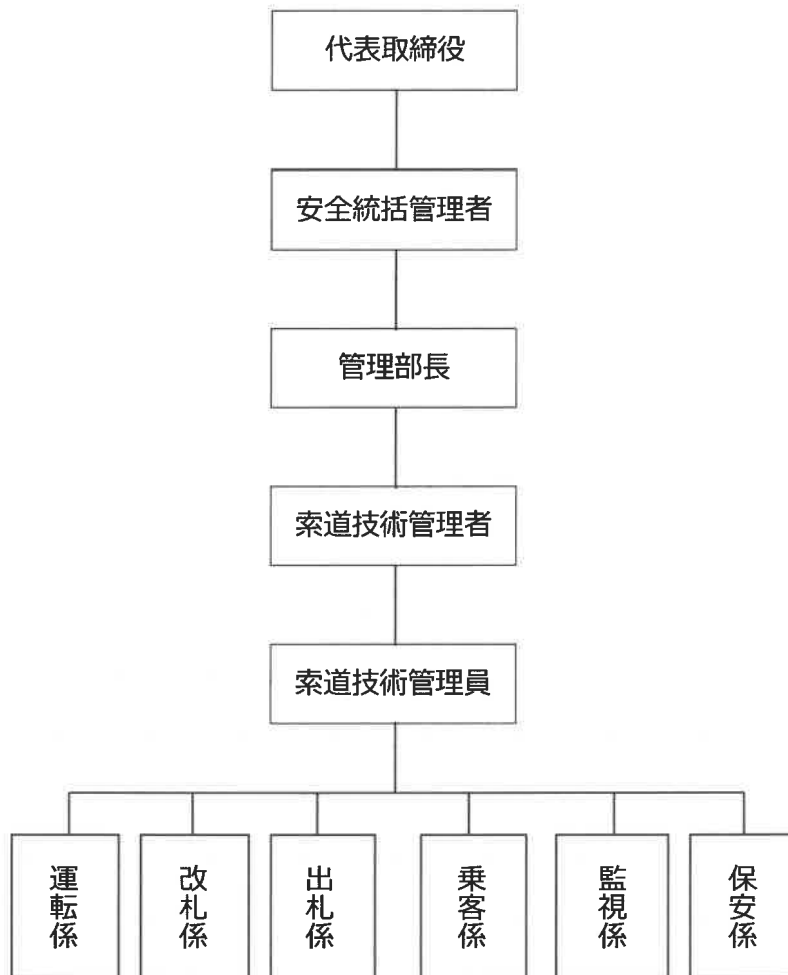 代表取締役
安全統括管理者
管理部長
索道技術管理者
索道技術管理員
運転係
改札係
出札係
乗客係
監視係
保安係